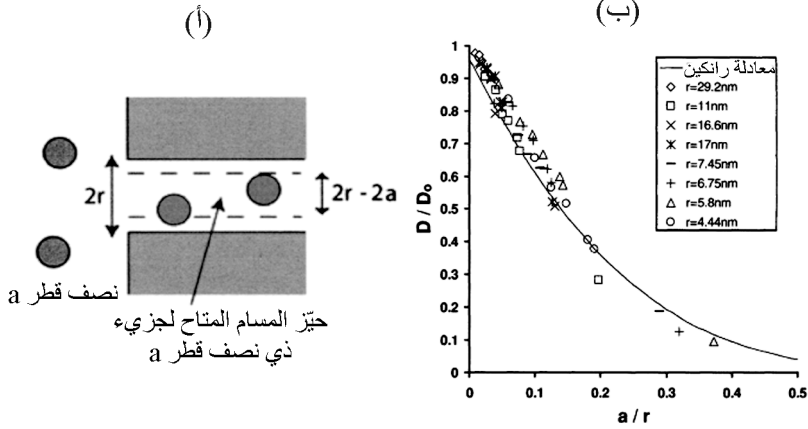 (أ)
2r
2r - 2a
نصف قطر a
حيّز المسام المتاح لجزيء
ذي نصف قطر a
(ب)
D / Dₒ
1
0.9
0.8
0.7
0.6
0.5
0.4
0.3
0.2
0.1
0
0 0.1 0.2 0.3 0.4 0.5
a / r
معادلة رانكين
r=29.2nm
r=11nm
r=16.6nm
r=17nm
r=7.45nm
r=6.75nm
r=5.8nm
r=4.44nm